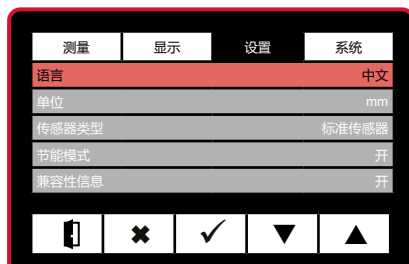 测量 显示 设置 系统
语言 中文
单位 mm
传感器类型 标准传感器
节能模式 开
兼容性信息 开